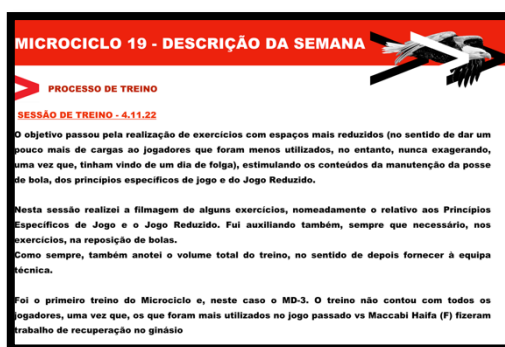 MICROCICLO 19 - DESCRIÇÃO DA SEMANA
PROCESSO DE TREINO
SESSÃO DE TREINO - 4.11.22
O objetivo passou pela realização de exercícios com espaços mais reduzidos (no sentido de dar um
pouco mais de cargas ao jogadores que foram menos utilizados, no entanto, nunca exagerando,
uma vez que, tinham vindo de um dia de folga), estimulando os conteúdos da manutenção da posse
de bola, dos princípios específicos de jogo e do Jogo Reduzido.
Nesta sessão realizei a filmagem de alguns exercícios, nomeadamente o relativo aos Princípios
Específicos de Jogo e o Jogo Reduzido. Fui auxiliando também, sempre que necessário, nos
exercícios, na reposição de bolas.
Como sempre, também anotei o volume total do treino, no sentido de depois fornecer à equipa
técnica.
Foi o primeiro treino do Microciclo e, neste caso o MD-3. O treino não contou com todos os
jogadores, uma vez que, os que foram mais utilizados no jogo passado vs Maccabi Haifa (F) fizeram
trabalho de recuperação no ginásio